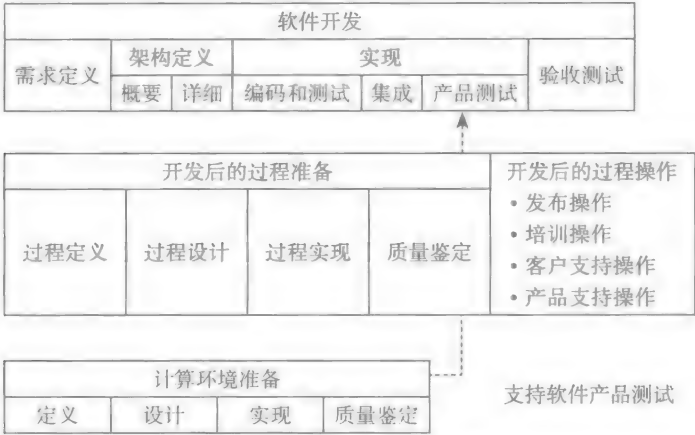 软件开发
需求定义
架构定义
实现
验收测试
概要
详细
编码和测试
集成
产品测试
开发后的过程准备
过程定义
过程设计
过程实现
质量鉴定
开发后的过程操作
• 发布操作
• 培训操作
• 客户支持操作
• 产品支持操作
计算环境准备
定义
设计
实现
质量鉴定
支持软件产品测试